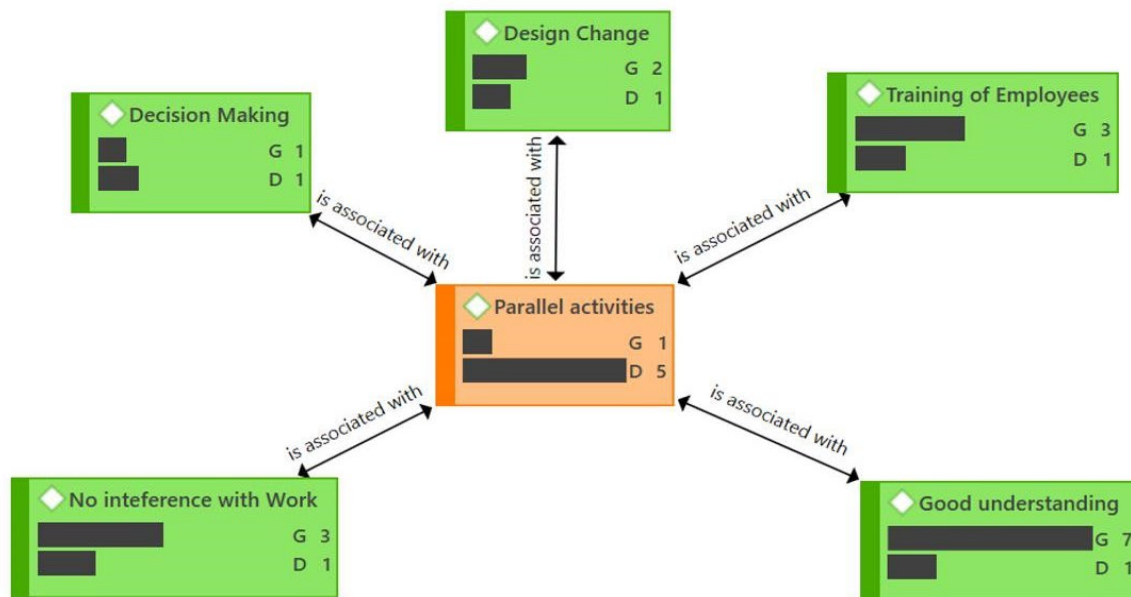 Design Change
G 2
D 1
Decision Making
G 1
D 1
Training of Employees
G 3
D 1
is associated with
is associated with
is associated with
Parallel activities
G 1
D 5
is associated with
is associated with
No inteference with Work
G 3
D 1
Good understanding
G 7
D 1